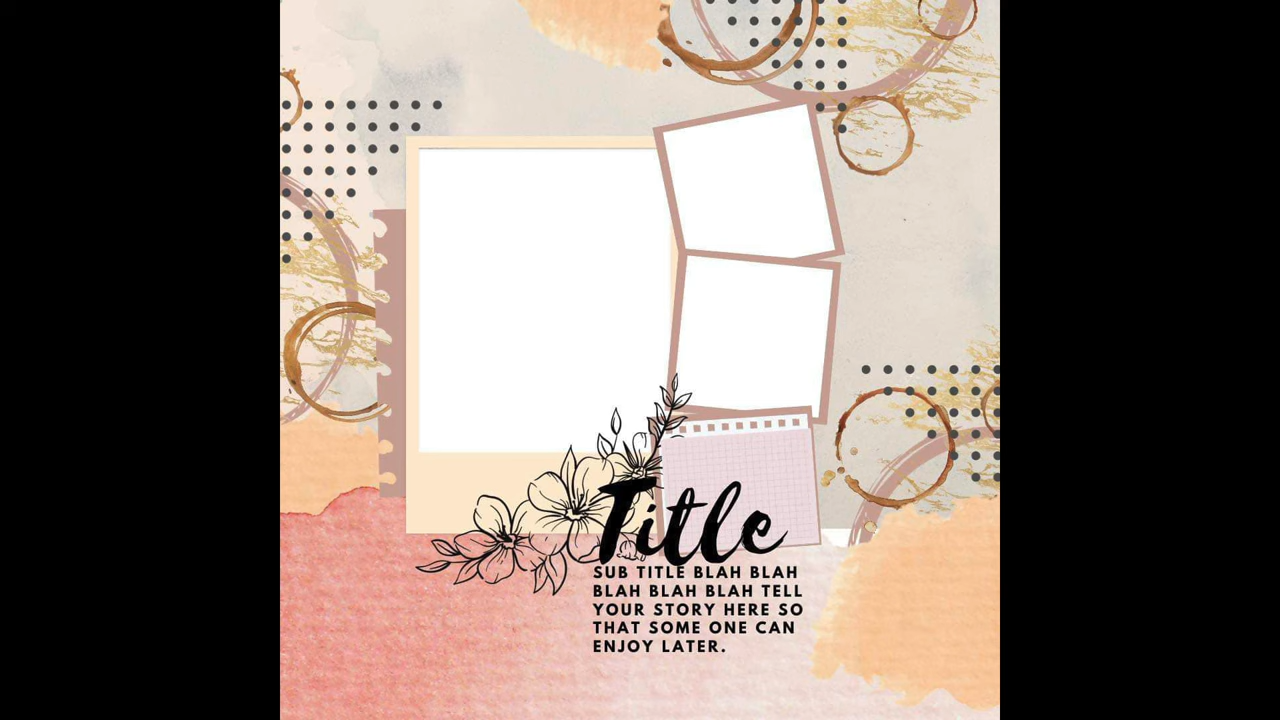 Title
SUB TITLE BLAH BLAH
BLAH BLAH BLAH TELL
YOUR STORY HERE SO
THAT SOME ONE CAN
ENJOY LATER.